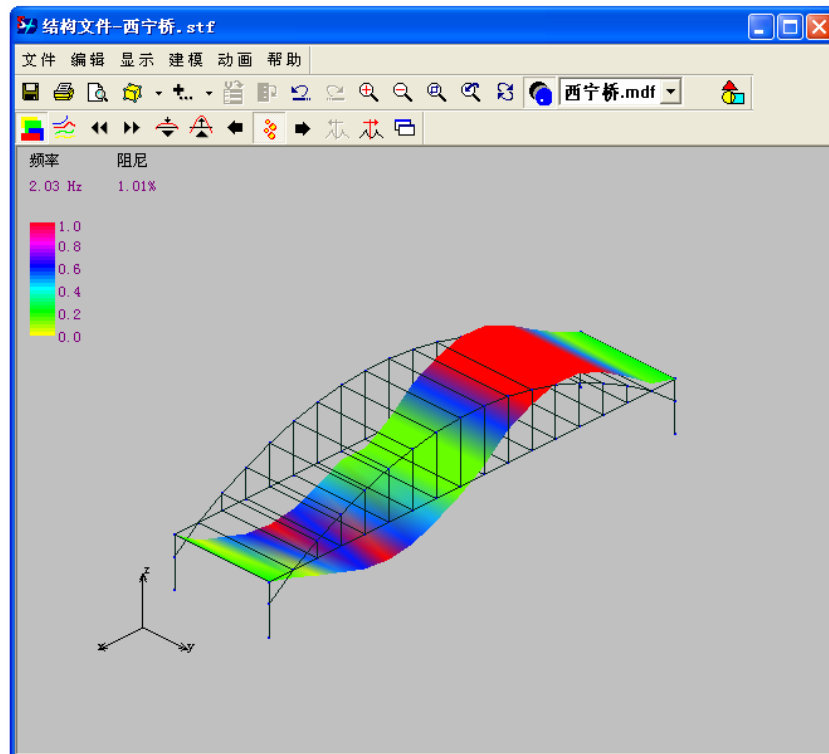 结构文件-西宁桥.stf
文件 编辑 显示 建模 动画 帮助
西宁桥.mdf
频率 阻尼
2.03 Hz 1.01%
1.0
0.8
0.6
0.4
0.2
0.0
z
x y